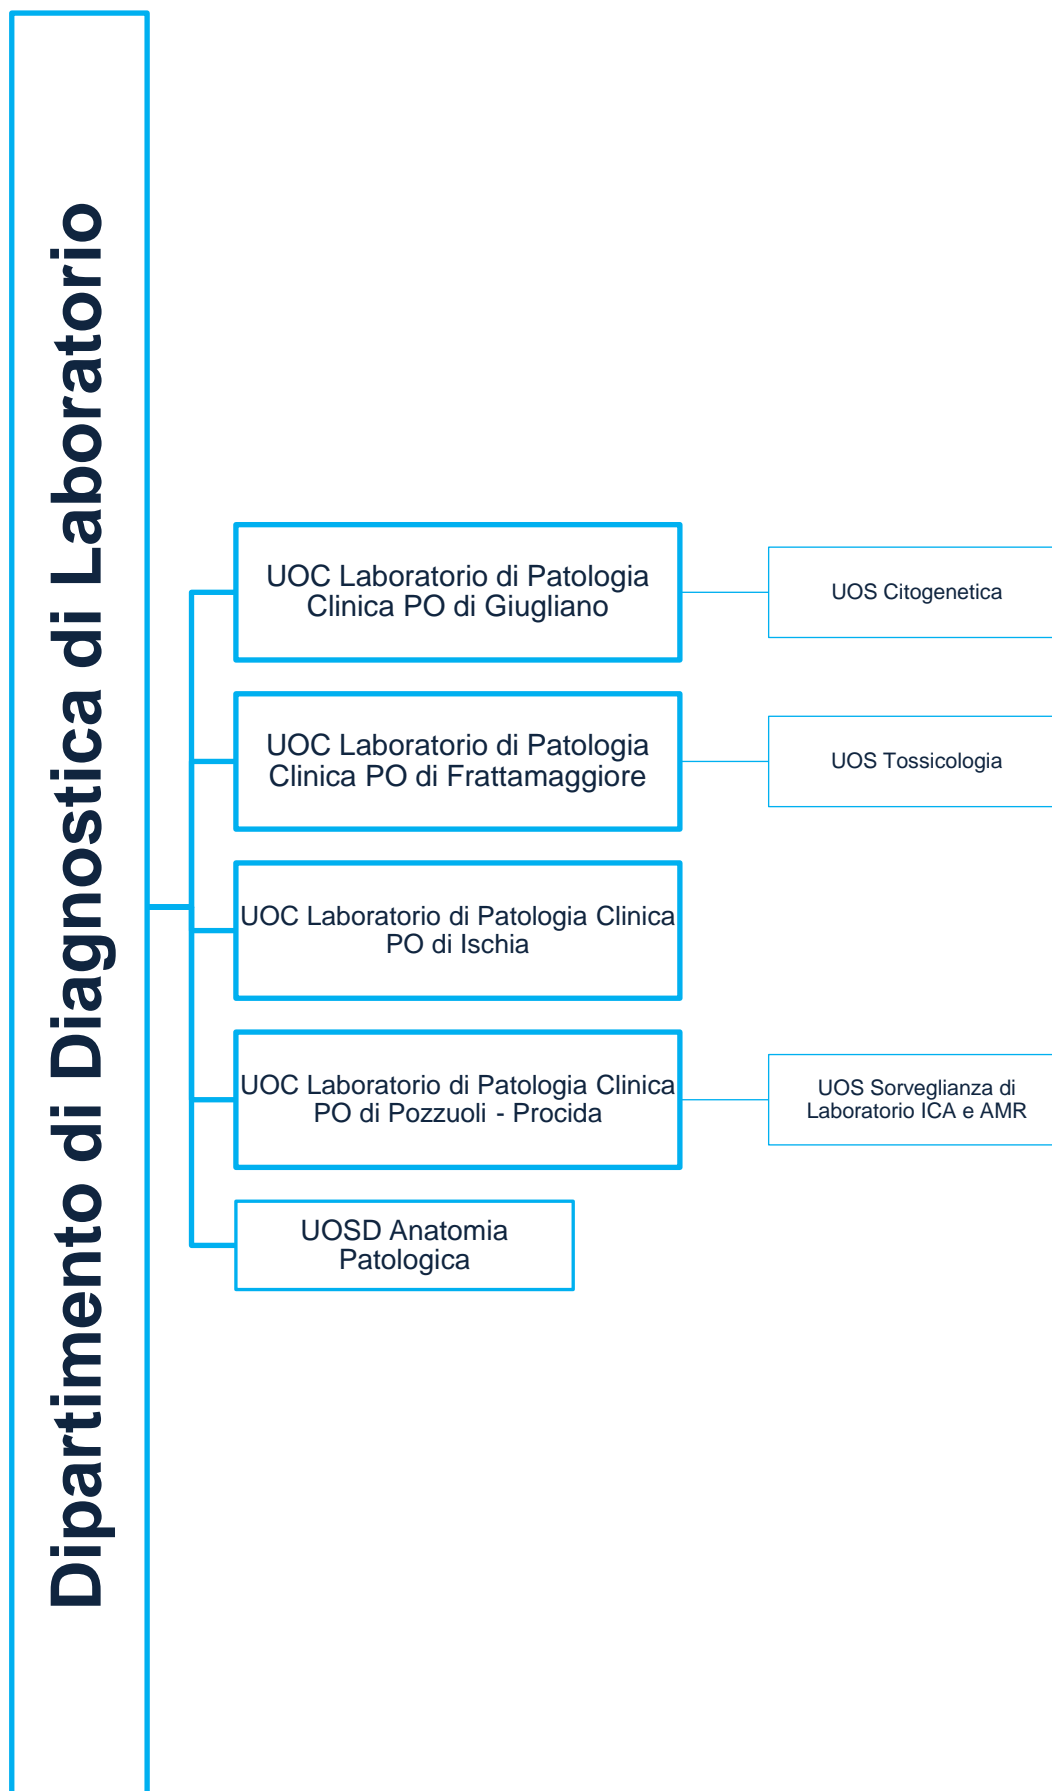 Dipartimento di Diagnostica di Laboratorio
UOC Laboratorio di Patologia
Clinica PO di Giugliano
UOS Citogenetica
UOC Laboratorio di Patologia
Clinica PO di Frattamaggiore
UOS Tossicologia
UOC Laboratorio di Patologia Clinica
PO di Ischia
UOC Laboratorio di Patologia Clinica
PO di Pozzuoli - Procida
UOS Sorveglianza di
Laboratorio ICA e AMR
UOSD Anatomia
Patologica